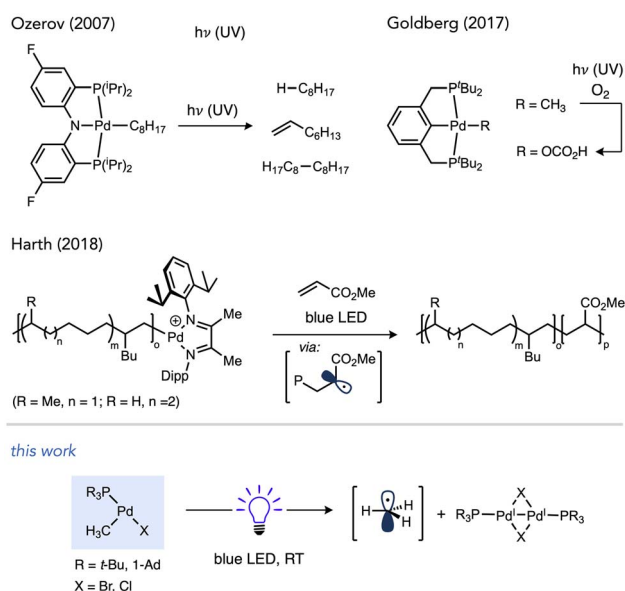 Ozerov (2007)
hν (UV)
Goldberg (2017)
F
P(ⁱPr)₂
N—Pd—C₈H₁₇
P(ⁱPr)₂
F
hν (UV)
H—C₈H₁₇
C₆H₁₃
H₁₇C₈—C₈H₁₇
PᵗBu₂
Pd—R
PᵗBu₂
hν (UV)
O₂
R = CH₃
R = OCO₂H
Harth (2018)
R
n
m
Bu
o
Pd
⊕
N
Me
N
Me
Dipp
(R = Me, n = 1; R = H, n =2)
CO₂Me
blue LED
via:
CO₂Me
P
R
n
m
Bu
o
CO₂Me
p
this work
R₃P
Pd
H₃C
X
R = t-Bu, 1-Ad
X = Br, Cl
blue LED, RT
H
H
H
+
X
R₃P—Pdᴵ—Pdᴵ—PR₃
X